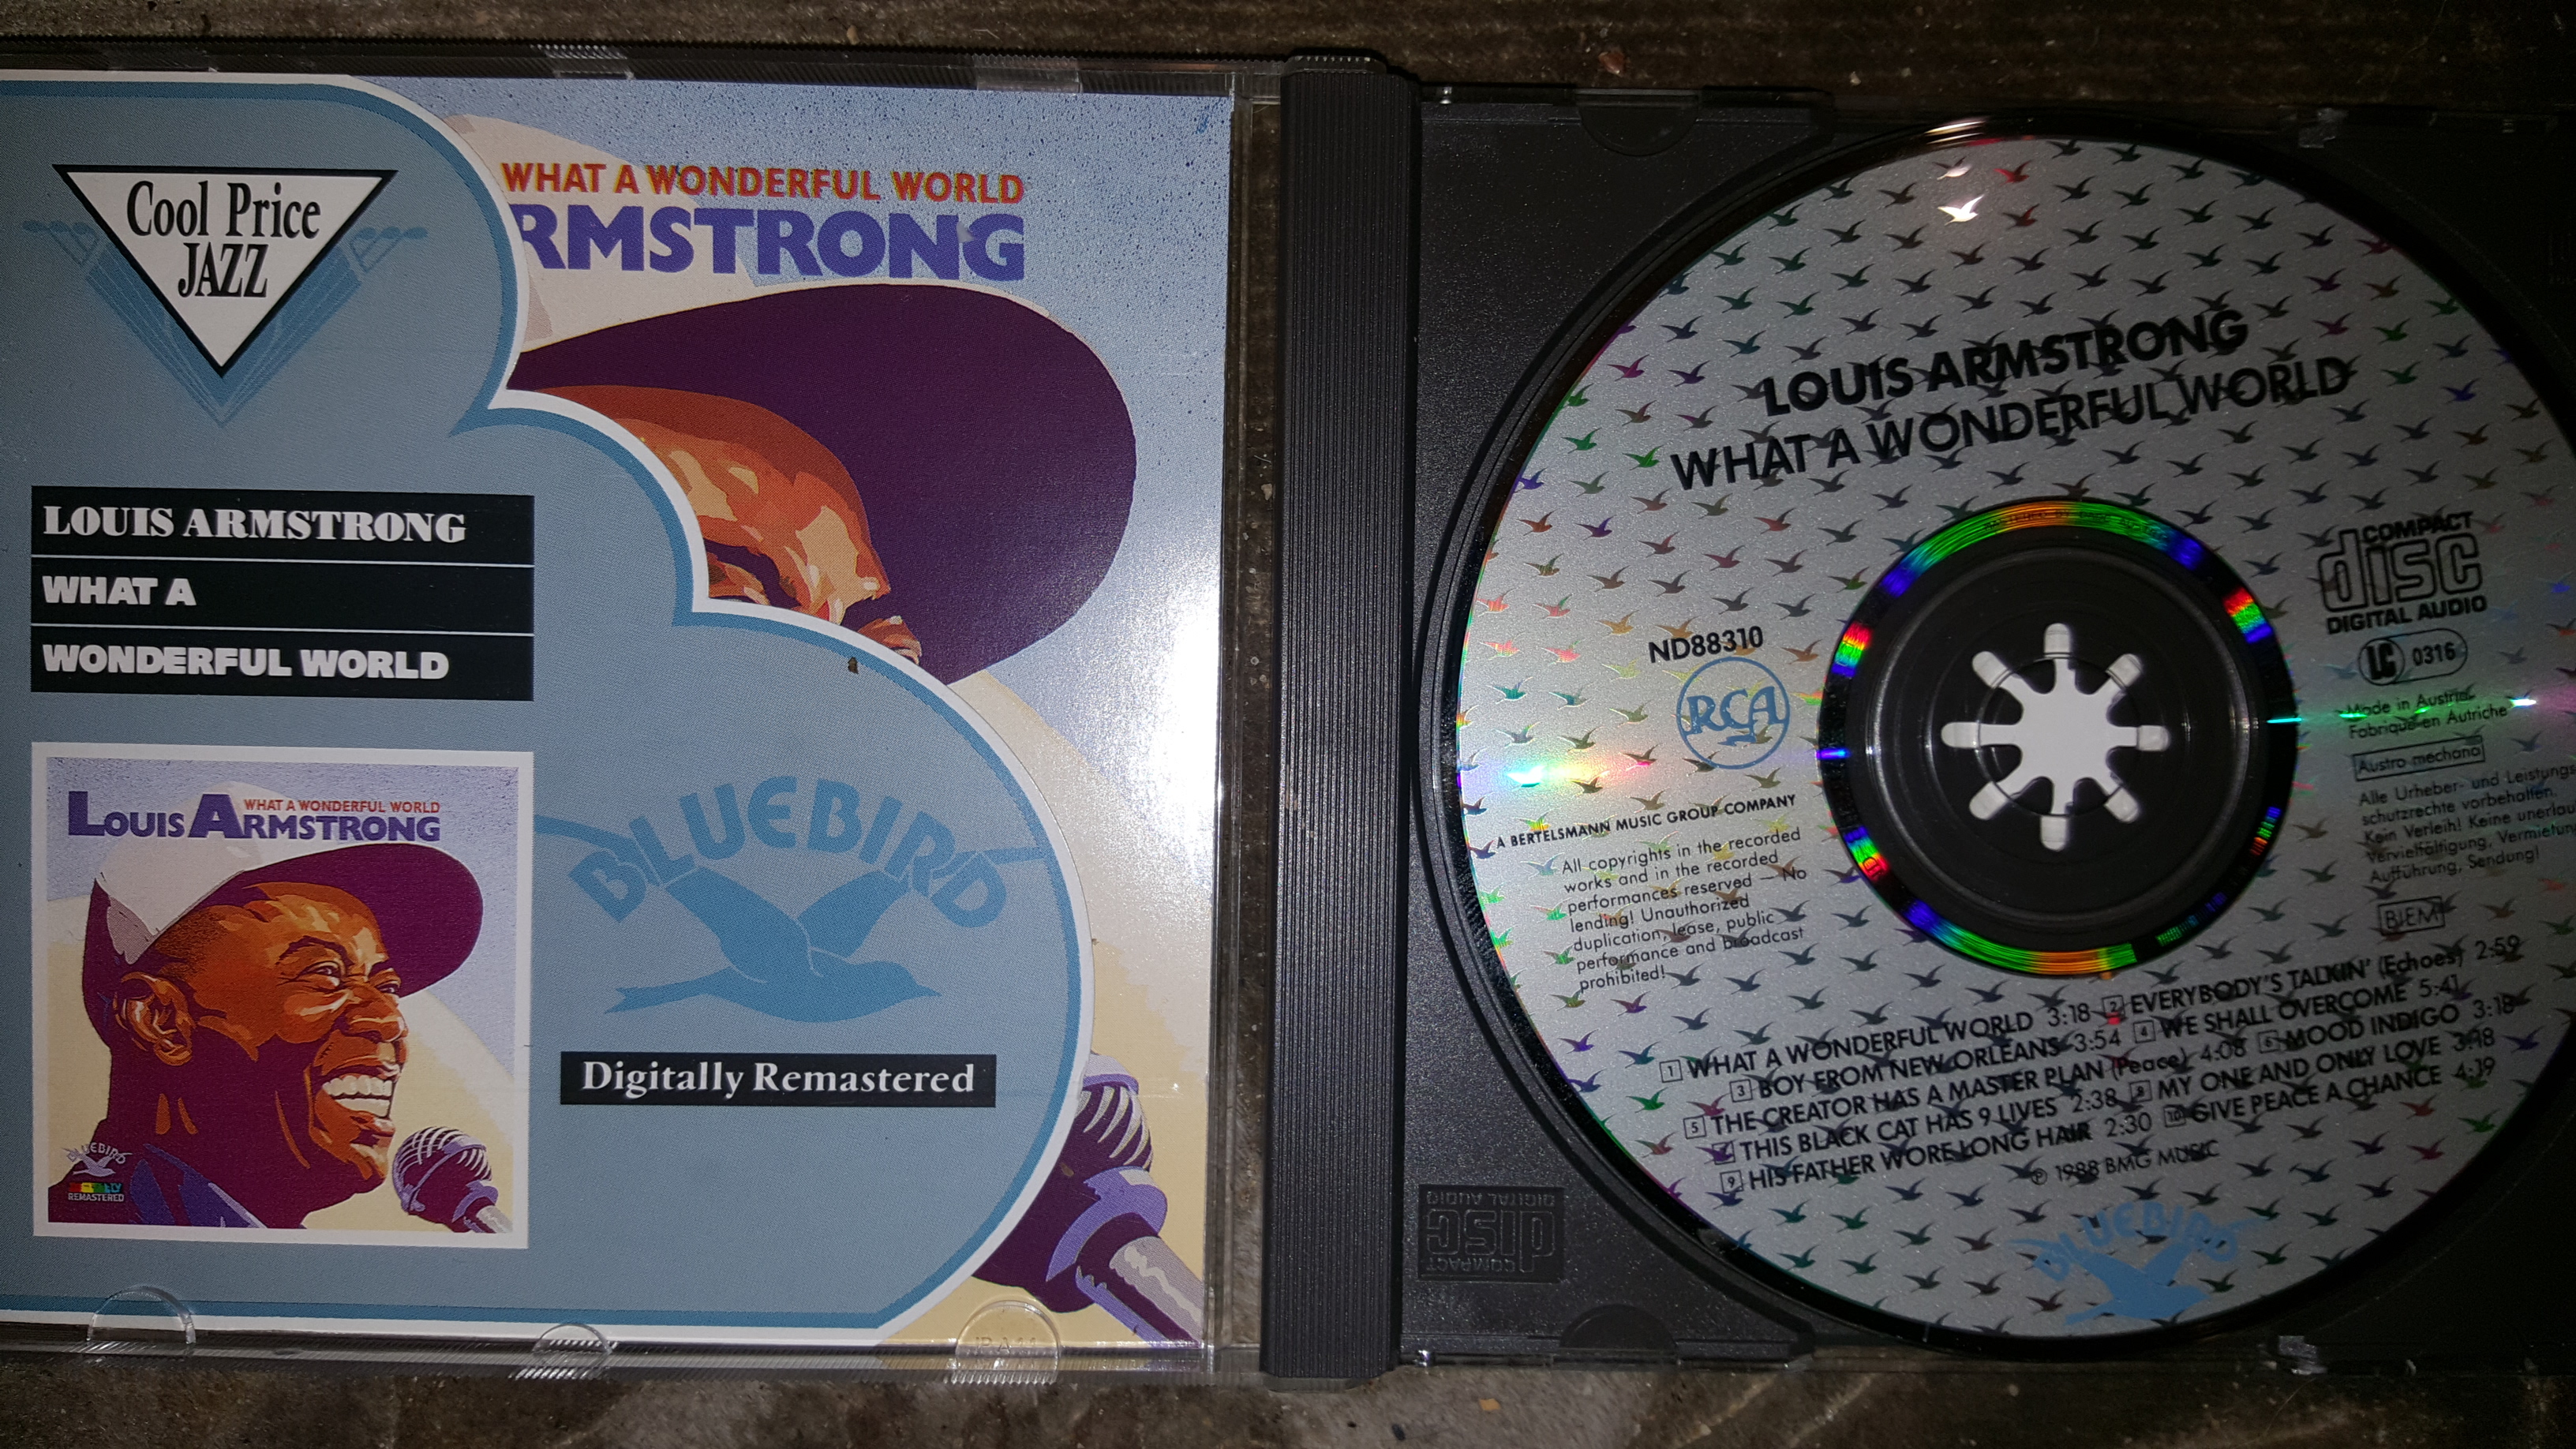 Cool Price
JAZZ
WHAT A WONDERFUL WORLD
RMSTRONG
LOUIS ARMSTRONG
WHAT A
WONDERFUL WORLD
WHAT A WONDERFUL WORLD
LOUIS ARMSTRONG
BLUEBIRD
REMASTERED
BLUEBIRD
Digitally Remastered
LOUIS ARMSTRONG
WHAT A WONDERFUL WORLD
COMPACT
disc
DIGITAL AUDIO
LC 0316
Made in Austria
Fabriqué en Autriche
Austro mechana
Alle Urheber- und Leistungs-
schutzrechte vorbehalten.
Kein Verleih! Keine unerlau
Vervielfältigung, Vermietun
Aufführung, Sendung!
BIEM
ND88310
RCA
A BERTELSMANN MUSIC GROUP COMPANY
All copyrights in the recorded
works and in the recorded
performances reserved — No
lending! Unauthorized
duplication, lease, public
performance and broadcast
prohibited!
1 WHAT A WONDERFUL WORLD 3:18 2 EVERYBODY'S TALKIN' (Echoes) 2:59
3 BOY FROM NEW ORLEANS 3:54 4 WE SHALL OVERCOME 5:41
5 THE CREATOR HAS A MASTER PLAN (Peace) 4:08 6 MOOD INDIGO 3:18
THIS BLACK CAT HAS 9 LIVES 2:38 MY ONE AND ONLY LOVE 3:18
9 HIS FATHER WORE LONG HAIR 2:30 10 GIVE PEACE A CHANCE 4:19
℗ 1988 BMG MUSIC
BLUEBIRD
COMPACT
disc
DIGITAL AUDIO